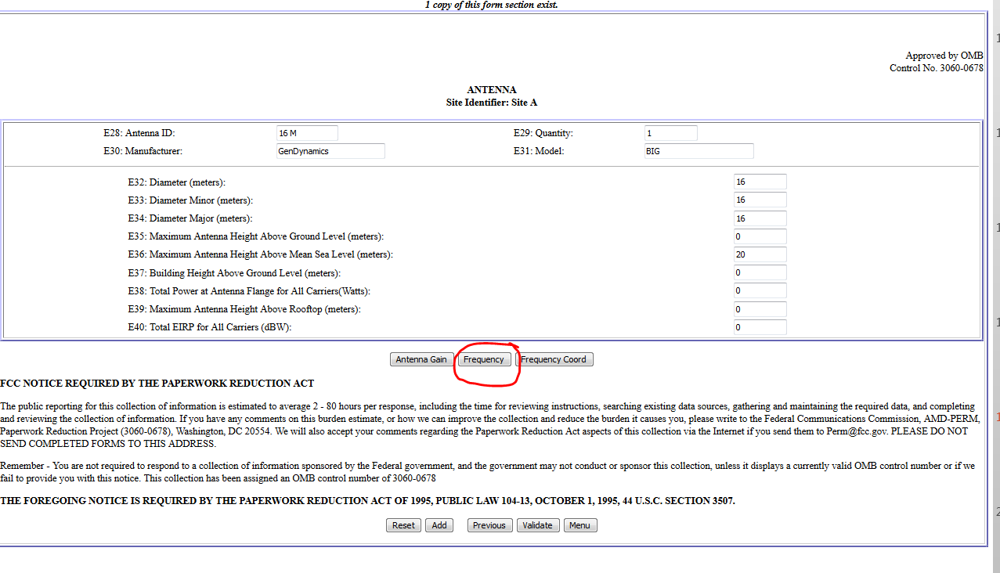 1 copy of this form section exist.
Approved by OMB
Control No. 3060-0678
ANTENNA
Site Identifier: Site A
E28: Antenna ID: 16 M E29: Quantity: 1
E30: Manufacturer: GenDynamics E31: Model: BIG
E32: Diameter (meters): 16
E33: Diameter Minor (meters): 16
E34: Diameter Major (meters): 16
E35: Maximum Antenna Height Above Ground Level (meters): 0
E36: Maximum Antenna Height Above Mean Sea Level (meters): 20
E37: Building Height Above Ground Level (meters): 0
E38: Total Power at Antenna Flange for All Carriers(Watts): 0
E39: Maximum Antenna Height Above Rooftop (meters): 0
E40: Total EIRP for All Carriers (dBW): 0
Antenna Gain Frequency Frequency Coord
FCC NOTICE REQUIRED BY THE PAPERWORK REDUCTION ACT
The public reporting for this collection of information is estimated to average 2 - 80 hours per response, including the time for reviewing instructions, searching existing data sources, gathering and maintaining the required data, and completing
and reviewing the collection of information. If you have any comments on this burden estimate, or how we can improve the collection and reduce the burden it causes you, please write to the Federal Communications Commission, AMD-PERM,
Paperwork Reduction Project (3060-0678), Washington, DC 20554. We will also accept your comments regarding the Paperwork Reduction Act aspects of this collection via the Internet if you send them to Perm@fcc.gov. PLEASE DO NOT
SEND COMPLETED FORMS TO THIS ADDRESS.
Remember - You are not required to respond to a collection of information sponsored by the Federal government, and the government may not conduct or sponsor this collection, unless it displays a currently valid OMB control number or if we
fail to provide you with this notice. This collection has been assigned an OMB control number of 3060-0678
THE FOREGOING NOTICE IS REQUIRED BY THE PAPERWORK REDUCTION ACT OF 1995, PUBLIC LAW 104-13, OCTOBER 1, 1995, 44 U.S.C. SECTION 3507.
Reset Add Previous Validate Menu